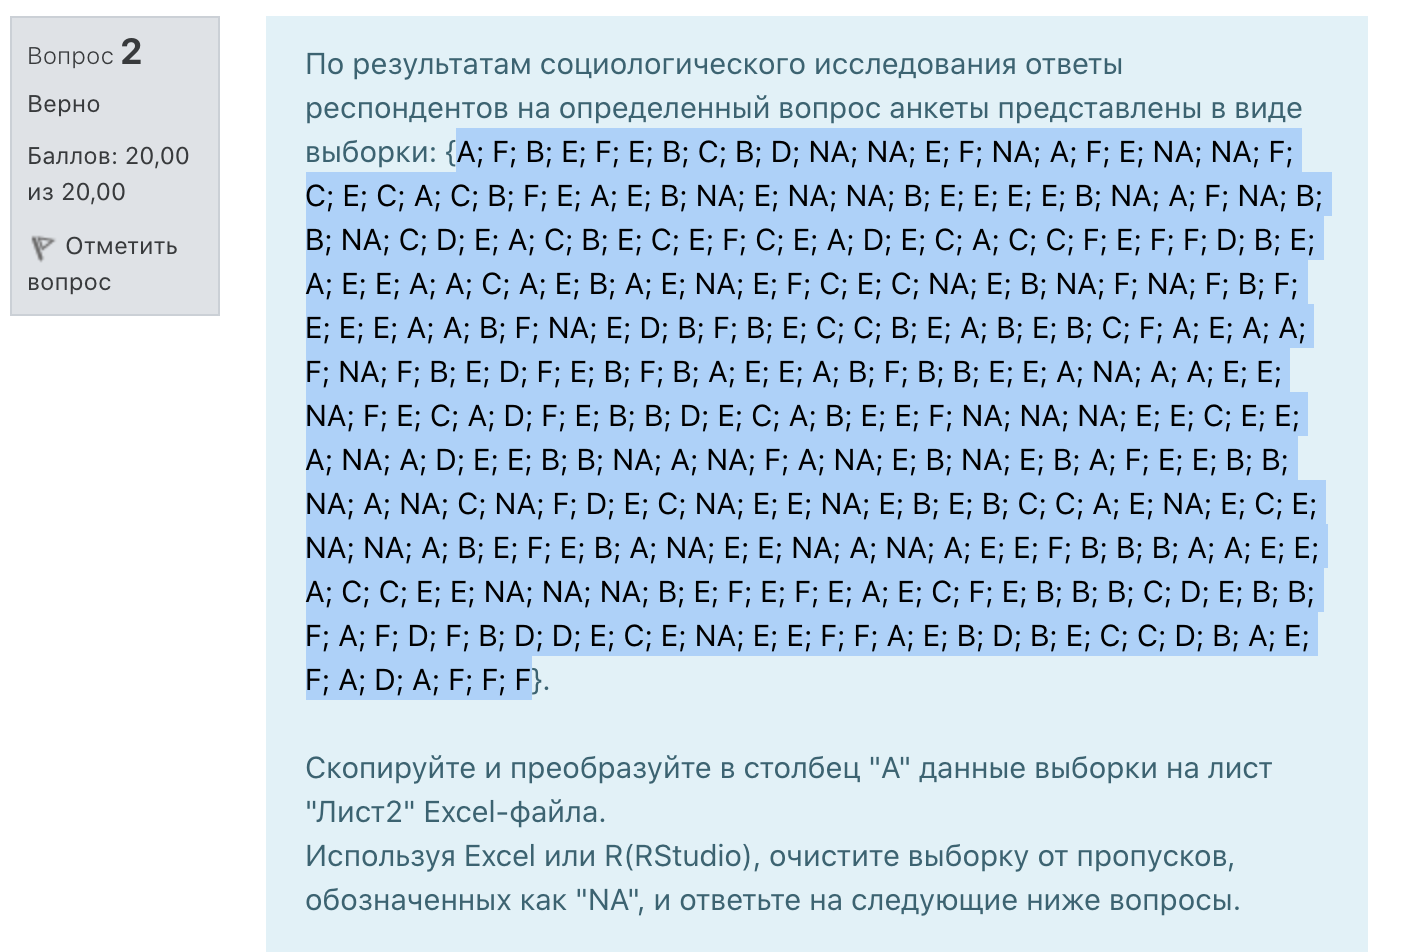 Вопрос 2
Верно
Баллов: 20,00
из 20,00
Отметить
вопрос
По результатам социологического исследования ответы
респондентов на определенный вопрос анкеты представлены в виде
выборки: {A; F; B; E; F; E; B; C; B; D; NA; NA; E; F; NA; A; F; E; NA; NA; F;
C; E; C; A; C; B; F; E; A; E; B; NA; E; NA; NA; B; E; E; E; E; B; NA; A; F; NA; B;
B; NA; C; D; E; A; C; B; E; C; E; F; C; E; A; D; E; C; A; C; C; F; E; F; F; D; B; E;
A; E; E; A; A; C; A; E; B; A; E; NA; E; F; C; E; C; NA; E; B; NA; F; NA; F; B; F;
E; E; E; A; A; B; F; NA; E; D; B; F; B; E; C; C; B; E; A; B; E; B; C; F; A; E; A; A;
F; NA; F; B; E; D; F; E; B; F; B; A; E; E; A; B; F; B; B; E; E; A; NA; A; A; E; E;
NA; F; E; C; A; D; F; E; B; B; D; E; C; A; B; E; E; F; NA; NA; NA; E; E; C; E; E;
A; NA; A; D; E; E; B; B; NA; A; NA; F; A; NA; E; B; NA; E; B; A; F; E; E; B; B;
NA; A; NA; C; NA; F; D; E; C; NA; E; E; NA; E; B; E; B; C; C; A; E; NA; E; C; E;
NA; NA; A; B; E; F; E; B; A; NA; E; E; NA; A; NA; A; E; E; F; B; B; B; A; A; E; E;
A; C; C; E; E; NA; NA; NA; B; E; F; E; F; E; A; E; C; F; E; B; B; B; C; D; E; B; B;
F; A; F; D; F; B; D; D; E; C; E; NA; E; E; F; F; A; E; B; D; B; E; C; C; D; B; A; E;
F; A; D; A; F; F; F}.
Скопируйте и преобразуйте в столбец "A" данные выборки на лист
"Лист2" Excel-файла.
Используя Excel или R(RStudio), очистите выборку от пропусков,
обозначенных как "NA", и ответьте на следующие ниже вопросы.